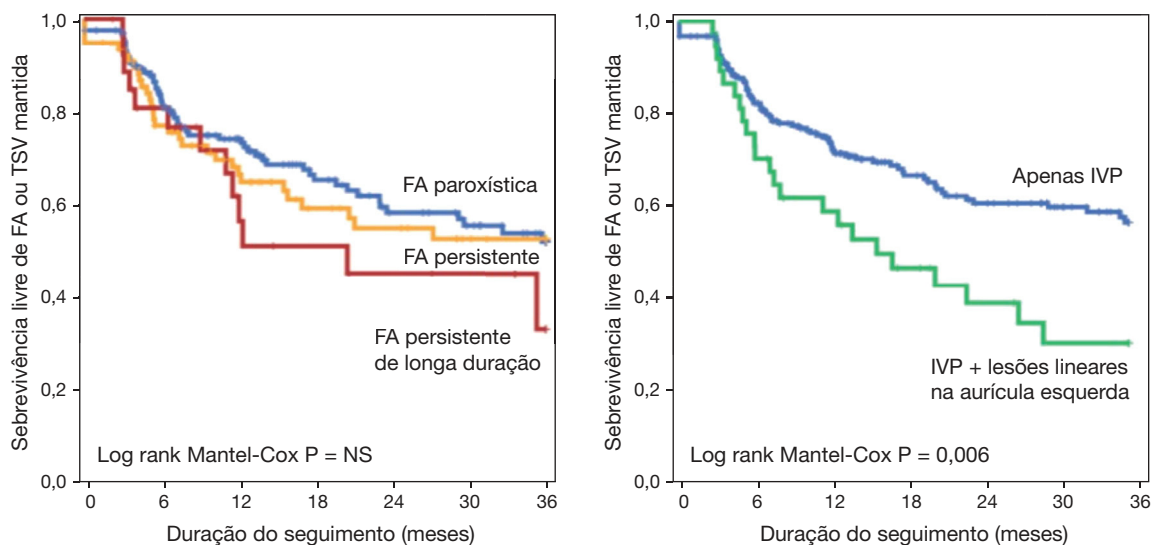 Sebrevivência livre de FA ou TSV mantida
1,0
0,8
0,6
0,4
0,2
0,0
FA paroxística
FA persistente
FA persistente
de longa duração
Log rank Mantel-Cox P = NS
0 6 12 18 24 30 36
Duração do seguimento (meses)
Sebrevivência livre de FA ou TSV mantida
1,0
0,8
0,6
0,4
0,2
0,0
Apenas IVP
IVP + lesões lineares
na aurícula esquerda
Log rank Mantel-Cox P = 0,006
0 6 12 18 24 30 36
Duração do seguimento (meses)